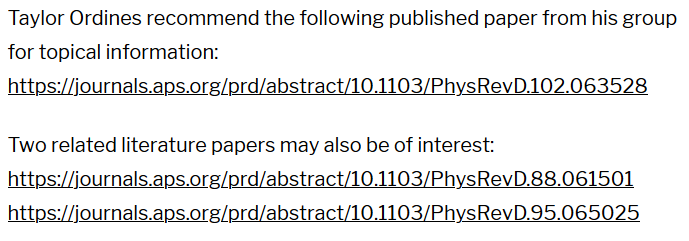 Taylor Ordines recommend the following published paper from his group
for topical information:
https://journals.aps.org/prd/abstract/10.1103/PhysRevD.102.063528
Two related literature papers may also be of interest:
https://journals.aps.org/prd/abstract/10.1103/PhysRevD.88.061501
https://journals.aps.org/prd/abstract/10.1103/PhysRevD.95.065025